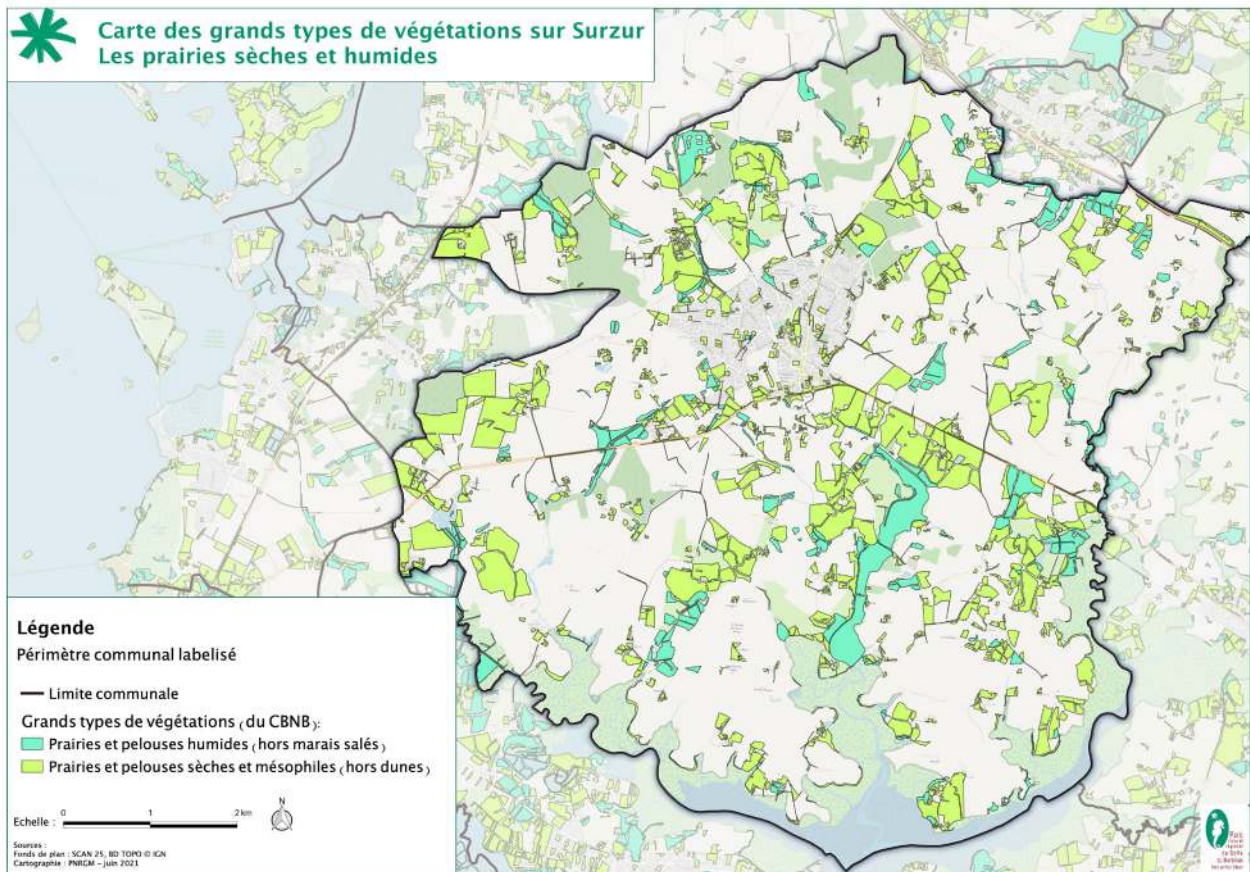 Carte des grands types de végétations sur Surzur
Les prairies sèches et humides
Légende
Périmètre communal labelisé
Limite communale
Grands types de végétations (du CBNB):
Prairies et pelouses humides (hors marais salés)
Prairies et pelouses sèches et mésophiles (hors dunes)
Echelle :
0 1 2 km
N
Sources :
Fonds de plan : SCAN 25, BD TOPO © IGN
Cartographie : PNRGM - juin 2021
Parc